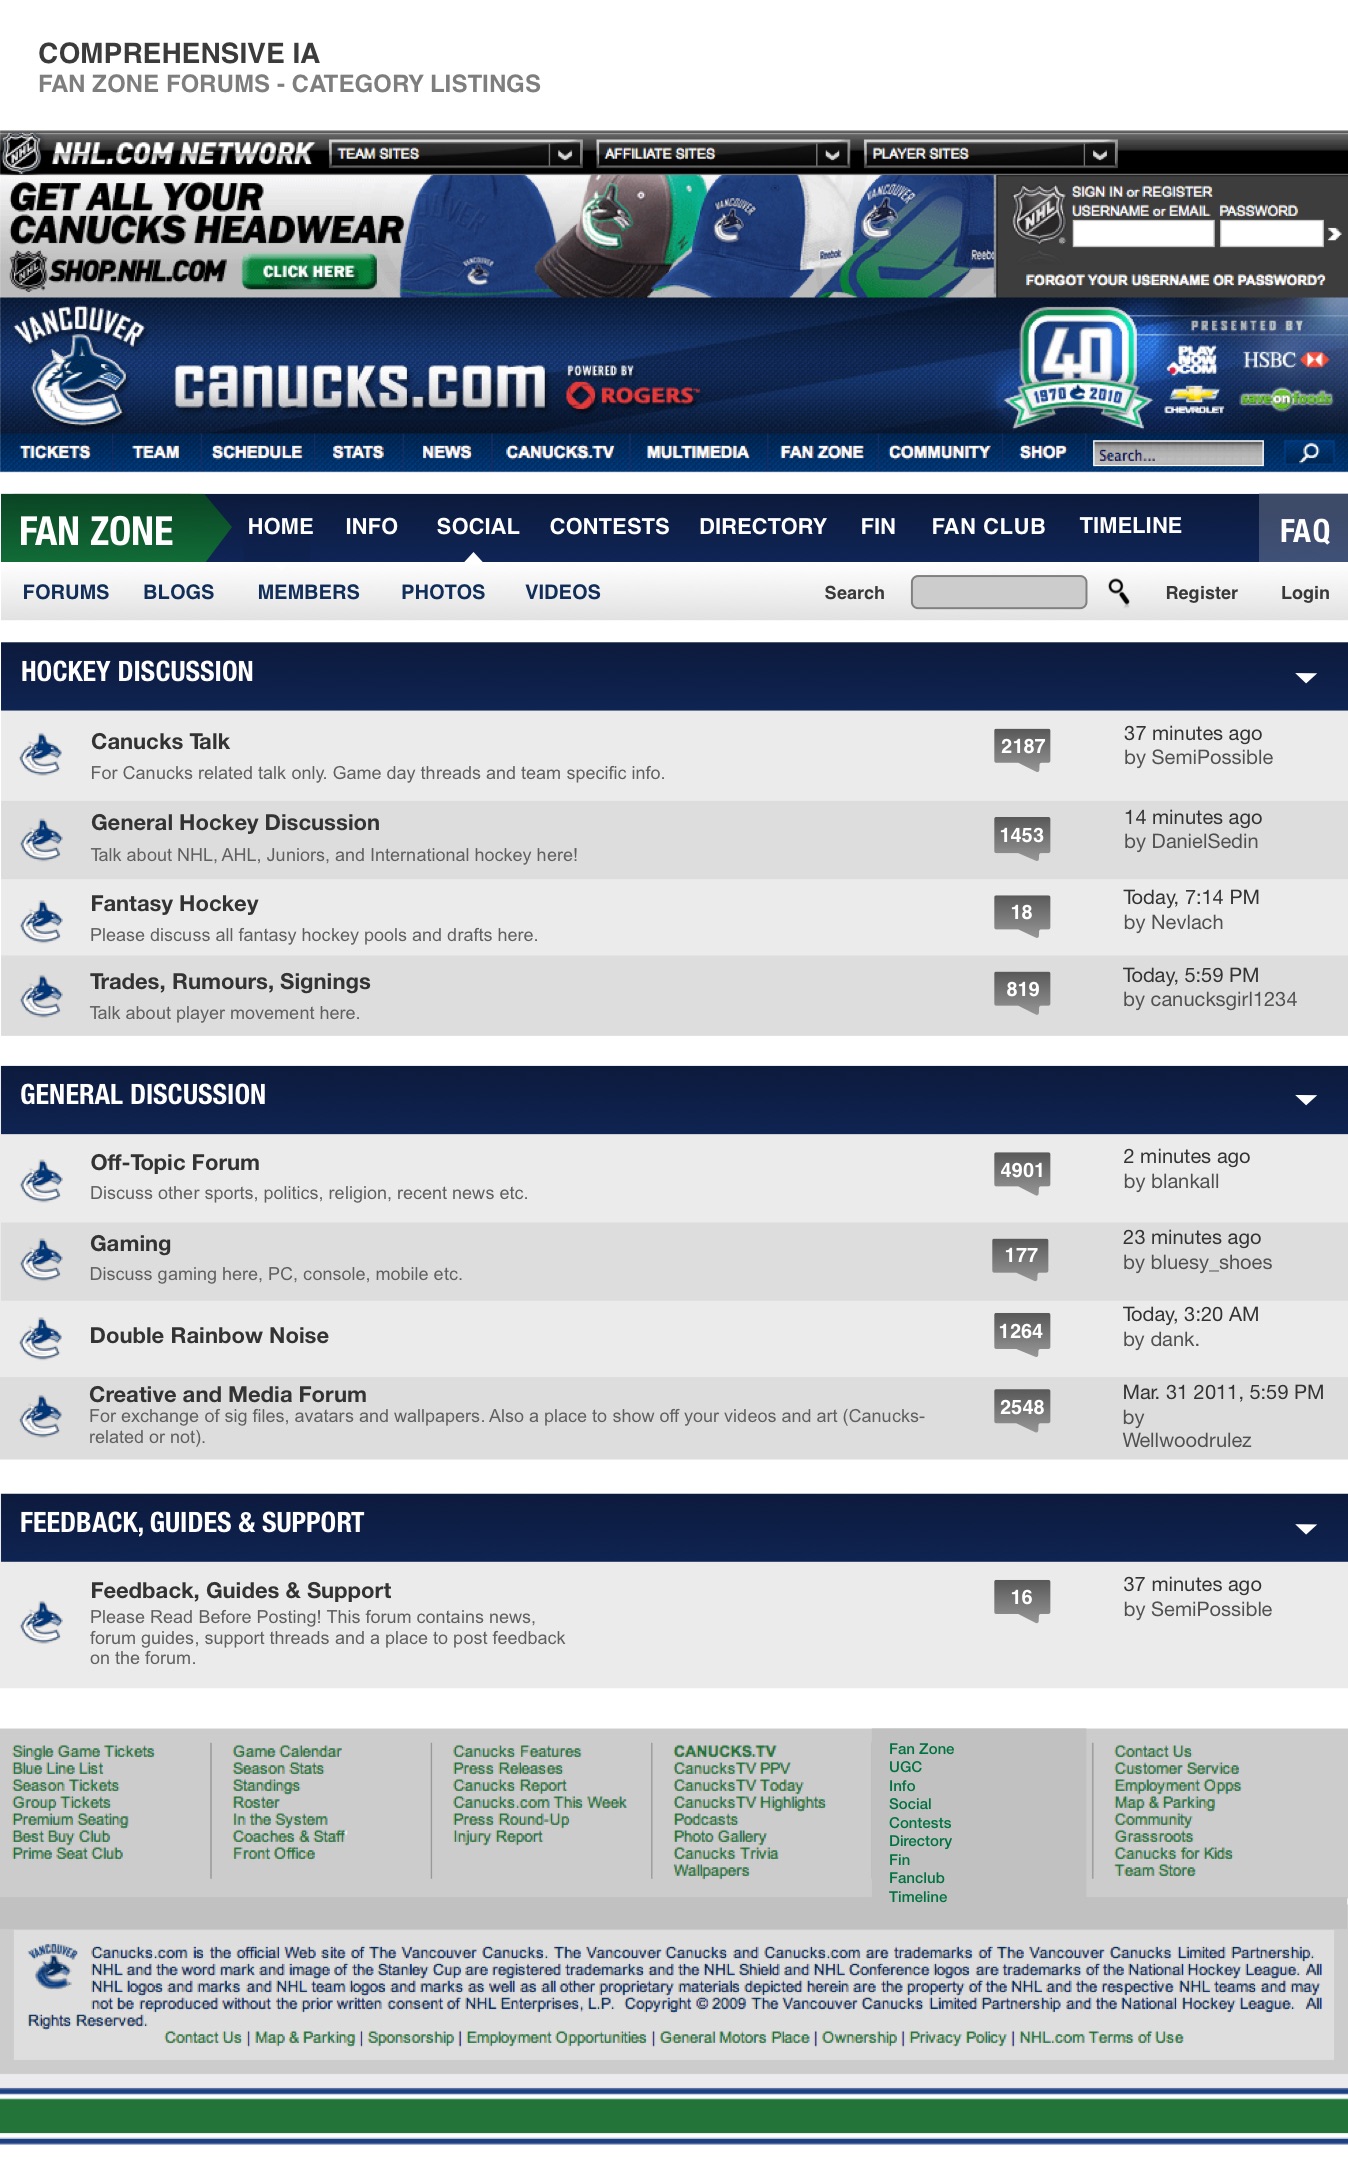 COMPREHENSIVE IA
FAN ZONE FORUMS - CATEGORY LISTINGS
NHL NHL.COM NETWORK TEAM SITES AFFILIATE SITES PLAYER SITES
GET ALL YOUR
CANUCKS HEADWEAR
SHOP.NHL.COM CLICK HERE
VANCOUVER
VANCOUVER
VANCOUVER
Reebok
Reebo
NHL
SIGN IN or REGISTER
USERNAME or EMAIL PASSWORD
FORGOT YOUR USERNAME OR PASSWORD?
VANCOUVER
canucks.com
POWERED BY
ROGERS™
40
1970 2010
PRESENTED BY
PLAY NOW .COM HSBC
CHEVROLET save on foods
TICKETS TEAM SCHEDULE STATS NEWS CANUCKS.TV MULTIMEDIA FAN ZONE COMMUNITY SHOP Search...
FAN ZONE HOME INFO SOCIAL CONTESTS DIRECTORY FIN FAN CLUB TIMELINE FAQ
FORUMS BLOGS MEMBERS PHOTOS VIDEOS Search Register Login
HOCKEY DISCUSSION
Canucks Talk
For Canucks related talk only. Game day threads and team specific info.
2187
37 minutes ago
by SemiPossible
General Hockey Discussion
Talk about NHL, AHL, Juniors, and International hockey here!
1453
14 minutes ago
by DanielSedin
Fantasy Hockey
Please discuss all fantasy hockey pools and drafts here.
18
Today, 7:14 PM
by Nevlach
Trades, Rumours, Signings
Talk about player movement here.
819
Today, 5:59 PM
by canucksgirl1234
GENERAL DISCUSSION
Off-Topic Forum
Discuss other sports, politics, religion, recent news etc.
4901
2 minutes ago
by blankall
Gaming
Discuss gaming here, PC, console, mobile etc.
177
23 minutes ago
by bluesy_shoes
Double Rainbow Noise
1264
Today, 3:20 AM
by dank.
Creative and Media Forum
For exchange of sig files, avatars and wallpapers. Also a place to show off your videos and art (Canucks-
related or not).
2548
Mar. 31 2011, 5:59 PM
by
Wellwoodrulez
FEEDBACK, GUIDES & SUPPORT
Feedback, Guides & Support
Please Read Before Posting! This forum contains news,
forum guides, support threads and a place to post feedback
on the forum.
16
37 minutes ago
by SemiPossible
Single Game Tickets
Blue Line List
Season Tickets
Group Tickets
Premium Seating
Best Buy Club
Prime Seat Club
Game Calendar
Season Stats
Standings
Roster
In the System
Coaches & Staff
Front Office
Canucks Features
Press Releases
Canucks Report
Canucks.com This Week
Press Round-Up
Injury Report
CANUCKS.TV
CanucksTV PPV
CanucksTV Today
CanucksTV Highlights
Podcasts
Photo Gallery
Canucks Trivia
Wallpapers
Fan Zone
UGC
Info
Social
Contests
Directory
Fin
Fanclub
Timeline
Contact Us
Customer Service
Employment Opps
Map & Parking
Community
Grassroots
Canucks for Kids
Team Store
VANCOUVER
Canucks.com is the official Web site of The Vancouver Canucks. The Vancouver Canucks and Canucks.com are trademarks of The Vancouver Canucks Limited Partnership.
NHL and the word mark and image of the Stanley Cup are registered trademarks and the NHL Shield and NHL Conference logos are trademarks of the National Hockey League. All
NHL logos and marks and NHL team logos and marks as well as all other proprietary materials depicted herein are the property of the NHL and the respective NHL teams and may
not be reproduced without the prior written consent of NHL Enterprises, L.P. Copyright © 2009 The Vancouver Canucks Limited Partnership and the National Hockey League. All
Rights Reserved.
Contact Us | Map & Parking | Sponsorship | Employment Opportunities | General Motors Place | Ownership | Privacy Policy | NHL.com Terms of Use